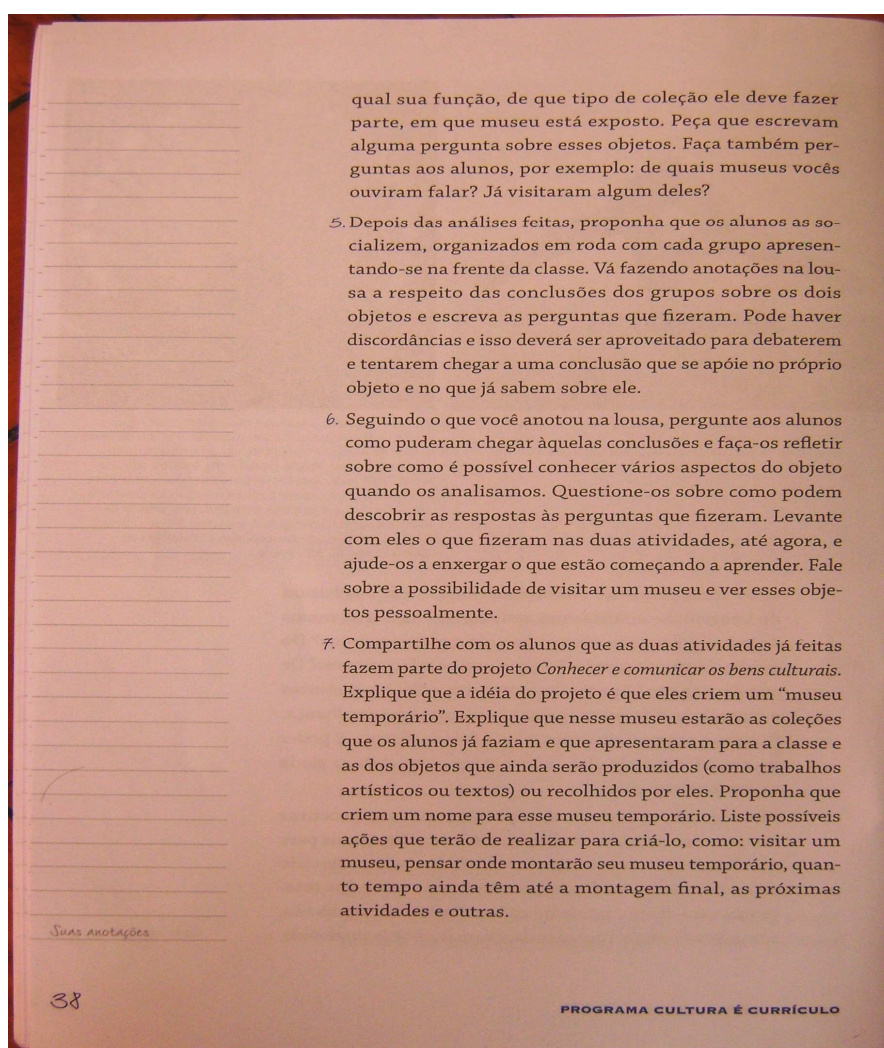 qual sua função, de que tipo de coleção ele deve fazer
parte, em que museu está exposto. Peça que escrevam
alguma pergunta sobre esses objetos. Faça também per-
guntas aos alunos, por exemplo: de quais museus vocês
ouviram falar? Já visitaram algum deles?
5. Depois das análises feitas, proponha que os alunos as so-
cializem, organizados em roda com cada grupo apresen-
tando-se na frente da classe. Vá fazendo anotações na lou-
sa a respeito das conclusões dos grupos sobre os dois
objetos e escreva as perguntas que fizeram. Pode haver
discordâncias e isso deverá ser aproveitado para debaterem
e tentarem chegar a uma conclusão que se apóie no próprio
objeto e no que já sabem sobre ele.
6. Seguindo o que você anotou na lousa, pergunte aos alunos
como puderam chegar àquelas conclusões e faça-os refletir
sobre como é possível conhecer vários aspectos do objeto
quando os analisamos. Questione-os sobre como podem
descobrir as respostas às perguntas que fizeram. Levante
com eles o que fizeram nas duas atividades, até agora, e
ajude-os a enxergar o que estão começando a aprender. Fale
sobre a possibilidade de visitar um museu e ver esses obje-
tos pessoalmente.
7. Compartilhe com os alunos que as duas atividades já feitas
fazem parte do projeto Conhecer e comunicar os bens culturais.
Explique que a idéia do projeto é que eles criem um “museu
temporário”. Explique que nesse museu estarão as coleções
que os alunos já faziam e que apresentaram para a classe e
as dos objetos que ainda serão produzidos (como trabalhos
artísticos ou textos) ou recolhidos por eles. Proponha que
criem um nome para esse museu temporário. Liste possíveis
ações que terão de realizar para criá-lo, como: visitar um
museu, pensar onde montarão seu museu temporário, quan-
to tempo ainda têm até a montagem final, as próximas
atividades e outras.
Suas anotações
38
PROGRAMA CULTURA É CURRÍCULO